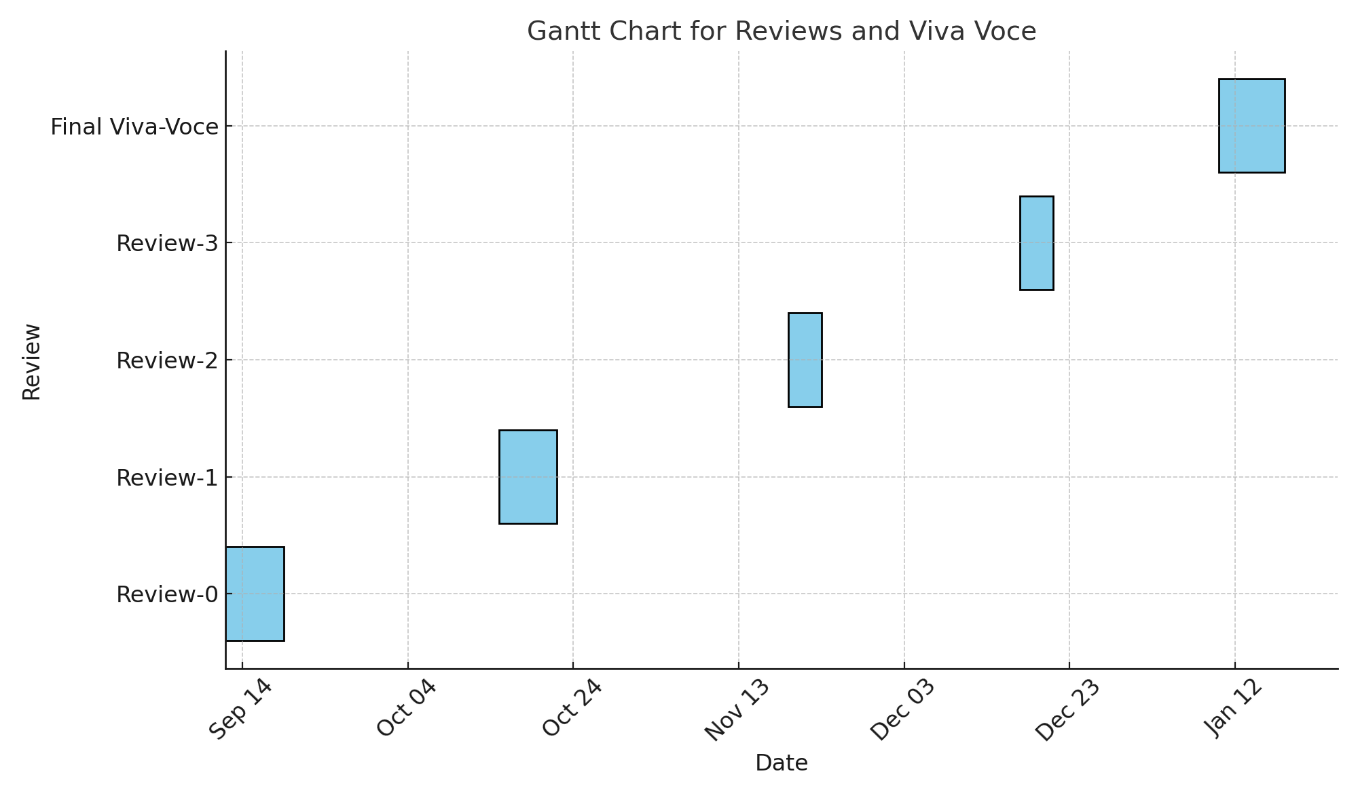 Gantt Chart for Reviews and Viva Voce
Final Viva-Voce
Review-3
Review-2
Review-1
Review-0
Review
Sep 14
Oct 04
Oct 24
Nov 13
Dec 03
Dec 23
Jan 12
Date